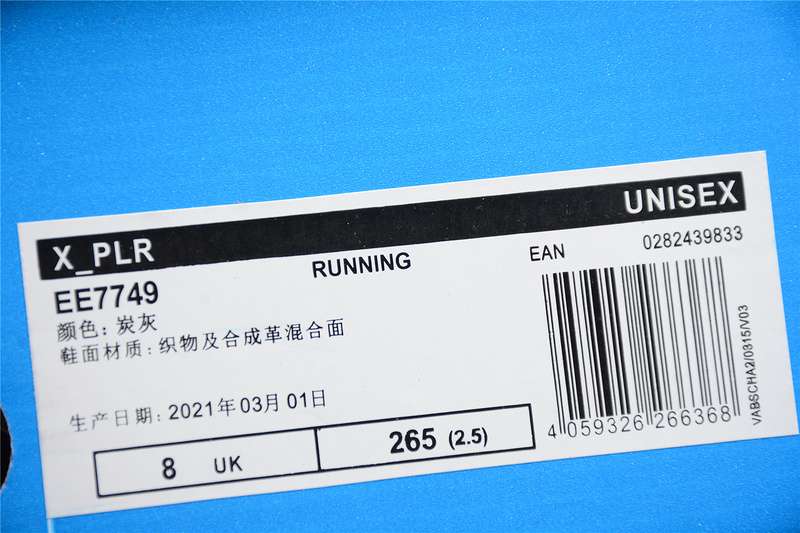 X_PLR
UNISEX
EE7749
RUNNING
EAN
0282439833
颜色：炭灰
鞋面材质：织物及合成革混合面
生产日期：2021年03月01日
8 UK
265 (2.5)
4 059326 266368
VABSCHA2/0315/V03